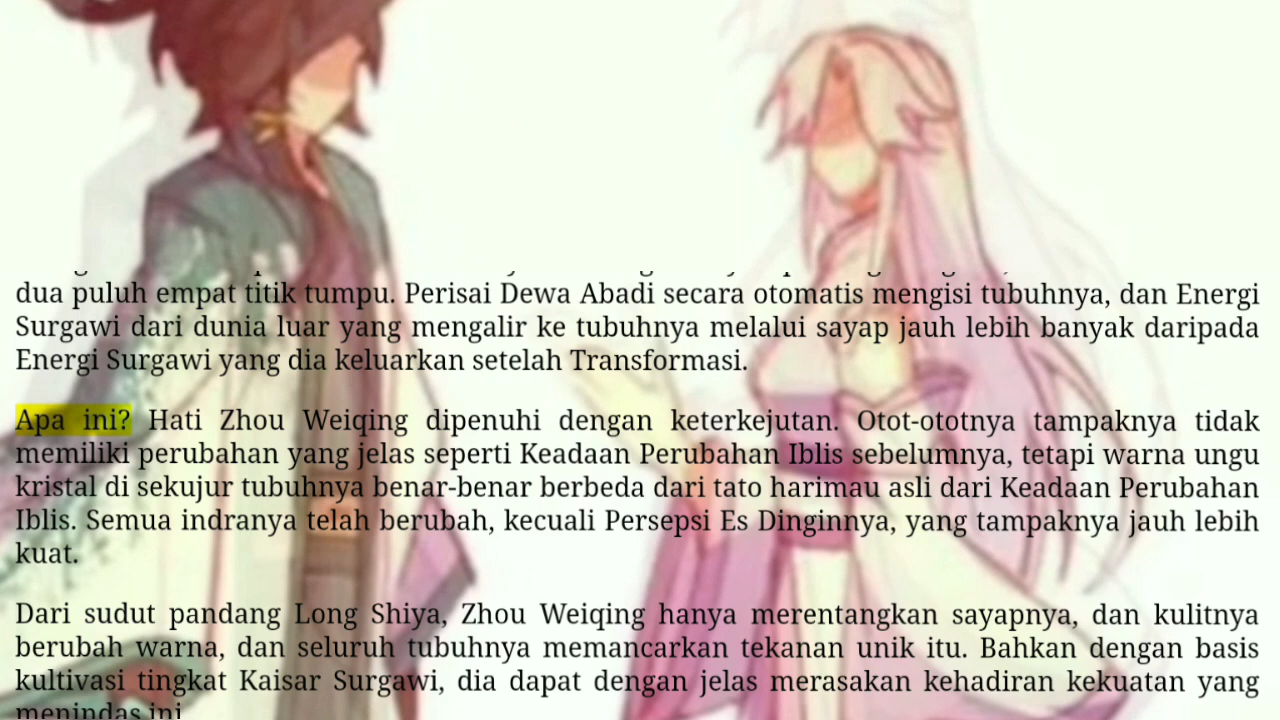 dua puluh empat titik tumpu. Perisai Dewa Abadi secara otomatis mengisi tubuhnya, dan Energi
Surgawi dari dunia luar yang mengalir ke tubuhnya melalui sayap jauh lebih banyak daripada
Energi Surgawi yang dia keluarkan setelah Transformasi.
Apa ini? Hati Zhou Weiqing dipenuhi dengan keterkejutan. Otot-ototnya tampaknya tidak
memiliki perubahan yang jelas seperti Keadaan Perubahan Iblis sebelumnya, tetapi warna ungu
kristal di sekujur tubuhnya benar-benar berbeda dari tato harimau asli dari Keadaan Perubahan
Iblis. Semua indranya telah berubah, kecuali Persepsi Es Dinginnya, yang tampaknya jauh lebih
kuat.
Dari sudut pandang Long Shiya, Zhou Weiqing hanya merentangkan sayapnya, dan kulitnya
berubah warna, dan seluruh tubuhnya memancarkan tekanan unik itu. Bahkan dengan basis
kultivasi tingkat Kaisar Surgawi, dia dapat dengan jelas merasakan kehadiran kekuatan yang
menindas ini